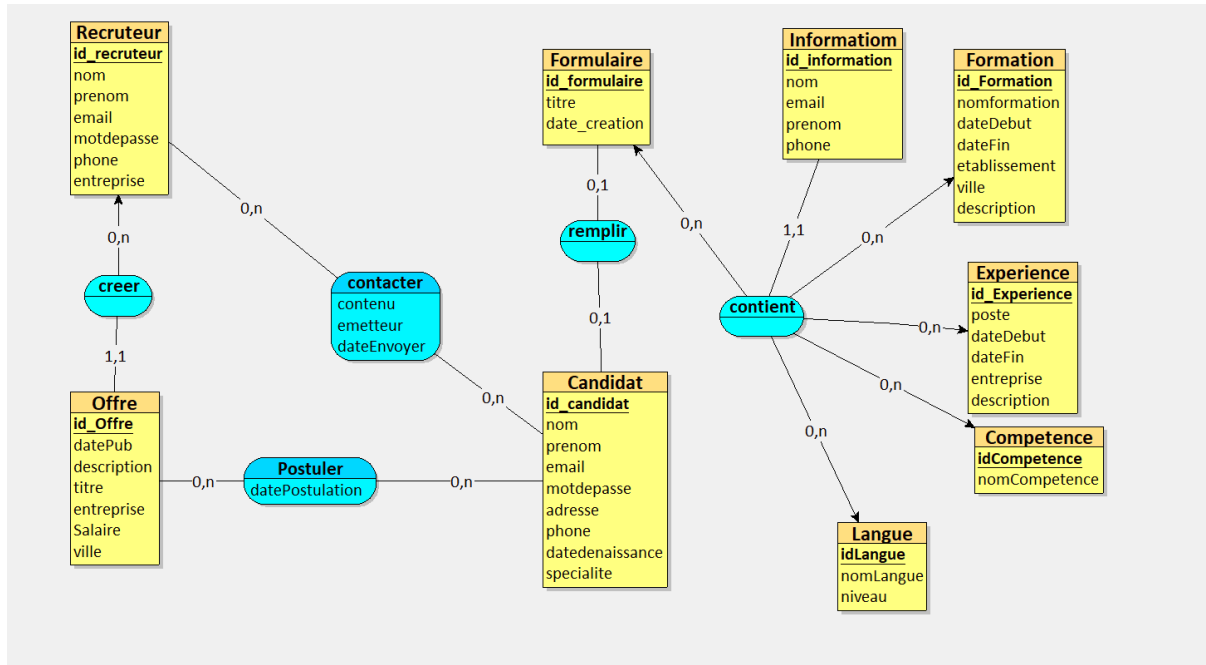 Recruteur
id_recruteur
nom
prenom
email
motdepasse
phone
entreprise
0,n
creer
1,1
Offre
id_Offre
datePub
description
titre
entreprise
Salaire
ville
0,n
contacter
contenu
emetteur
dateEnvoyer
0,n
0,n
Postuler
datePostulation
0,n
Formulaire
id_formulaire
titre
date_creation
0,1
remplir
0,1
Candidat
id_candidat
nom
prenom
email
motdepasse
adresse
phone
datedenaissance
specialite
Informatiom
id_information
nom
email
prenom
phone
0,n
1,1
contient
0,n
Formation
id_Formation
nomformation
dateDebut
dateFin
etablissement
ville
description
0,n
Experience
id_Experience
poste
dateDebut
dateFin
entreprise
description
0,n
Competence
idCompetence
nomCompetence
0,n
Langue
idLangue
nomLangue
niveau